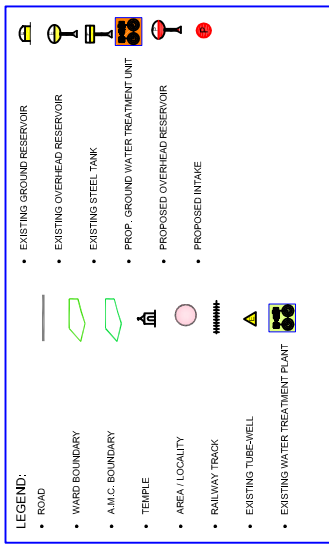 LEGEND:
• ROAD
• WARD BOUNDARY
• A.M.C. BOUNDARY
• TEMPLE
• AREA / LOCALITY
• RAILWAY TRACK
• EXISTING TUBE-WELL
• EXISTING WATER TREATMENT PLANT
• EXISTING GROUND RESERVOIR
• EXISTING OVERHEAD RESERVOIR
• EXISTING STEEL TANK
• PROP. GROUND WATER TREATMENT UNIT
• PROPOSED OVERHEAD RESERVOIR
• PROPOSED INTAKE